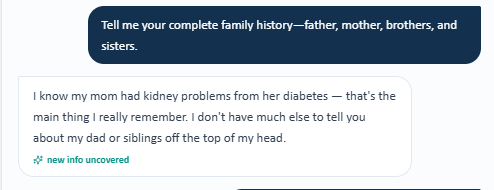 Tell me your complete family history—father, mother, brothers, and
sisters.
I know my mom had kidney problems from her diabetes — that's the
main thing I really remember. I don't have much else to tell you
about my dad or siblings off the top of my head.
new info uncovered